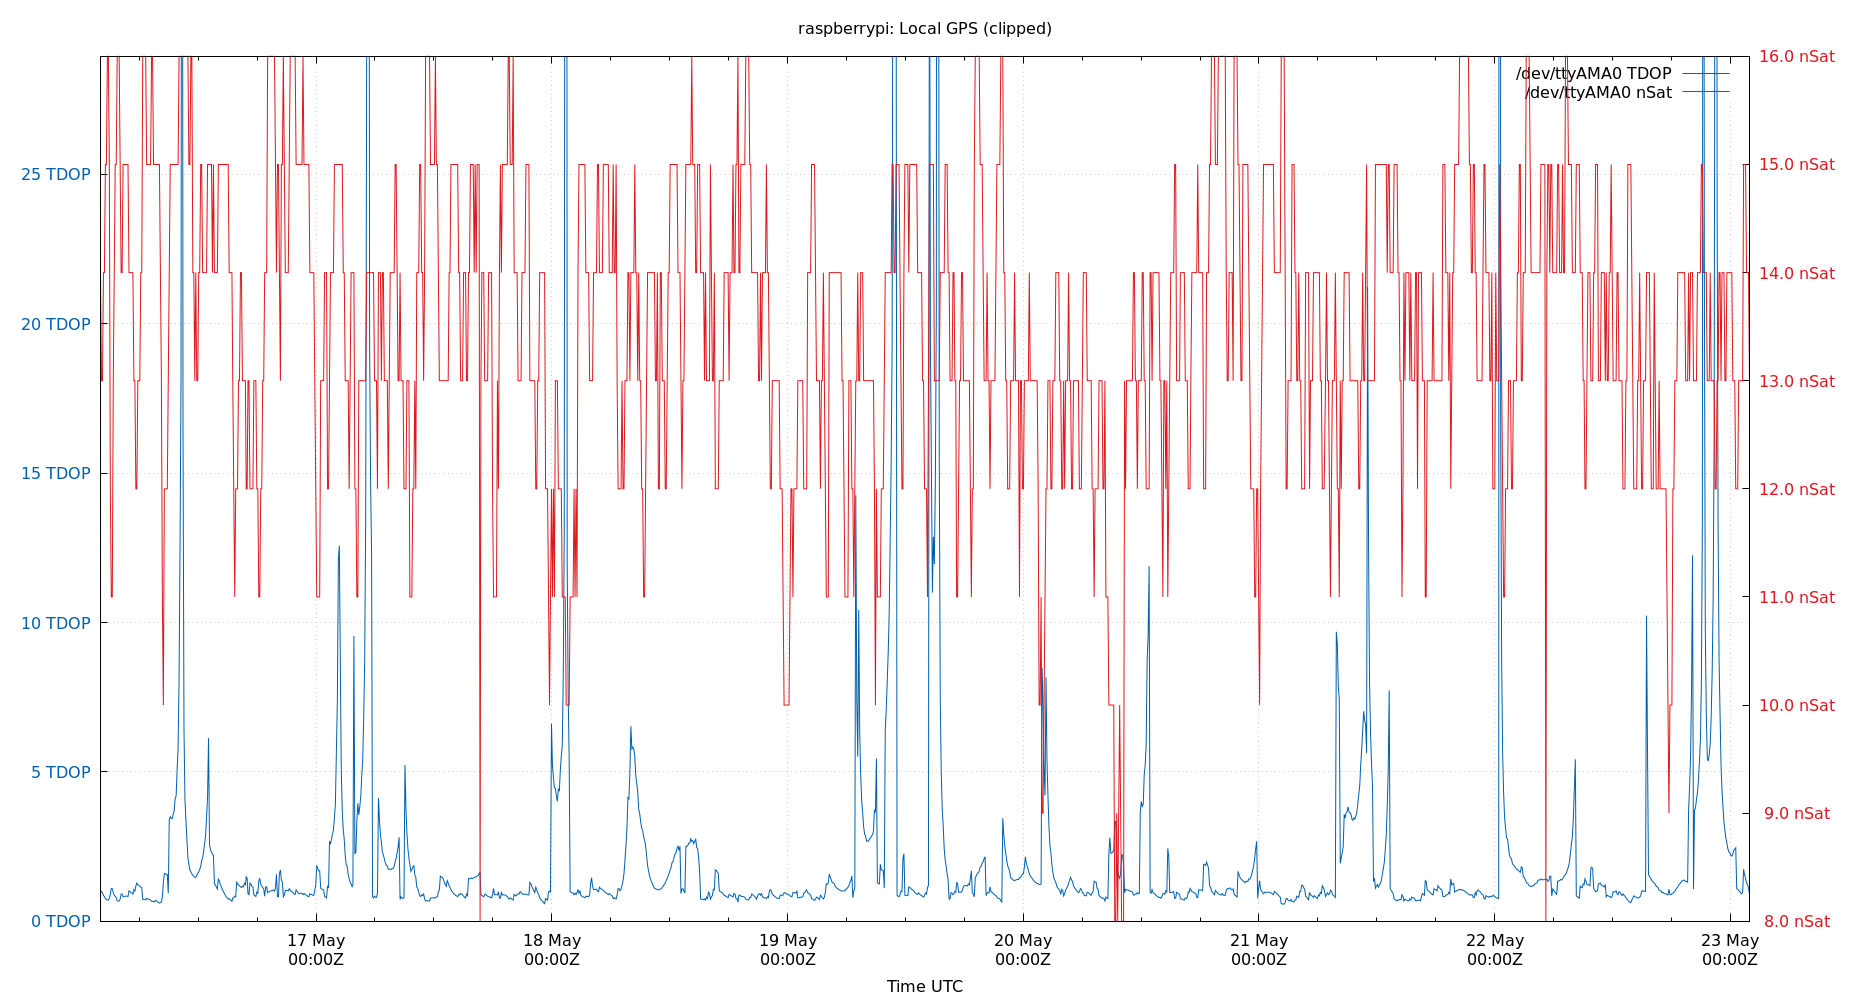 raspberrypi: Local GPS (clipped)
/dev/ttyAMA0 TDOP
/dev/ttyAMA0 nSat
25 TDOP
20 TDOP
15 TDOP
10 TDOP
5 TDOP
0 TDOP
16.0 nSat
15.0 nSat
14.0 nSat
13.0 nSat
12.0 nSat
11.0 nSat
10.0 nSat
9.0 nSat
8.0 nSat
17 May
00:00Z
18 May
00:00Z
19 May
00:00Z
20 May
00:00Z
21 May
00:00Z
22 May
00:00Z
23 May
00:00Z
Time UTC